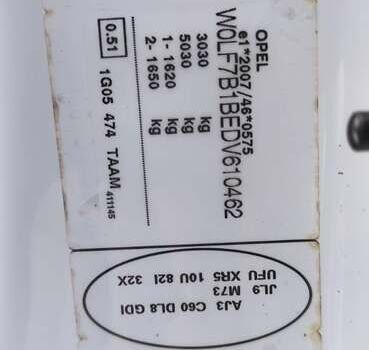 OPEL
e1*2007/46*0575
W0LF7B1BEDV610462
3030 kg
5030 kg
1- 1620 kg
2- 1650 kg
0.51
1G05 474 TAAM 411145
AJ3 C60 DL8 GDI
JL9 M73
UFU XR5 10U 82I 32X